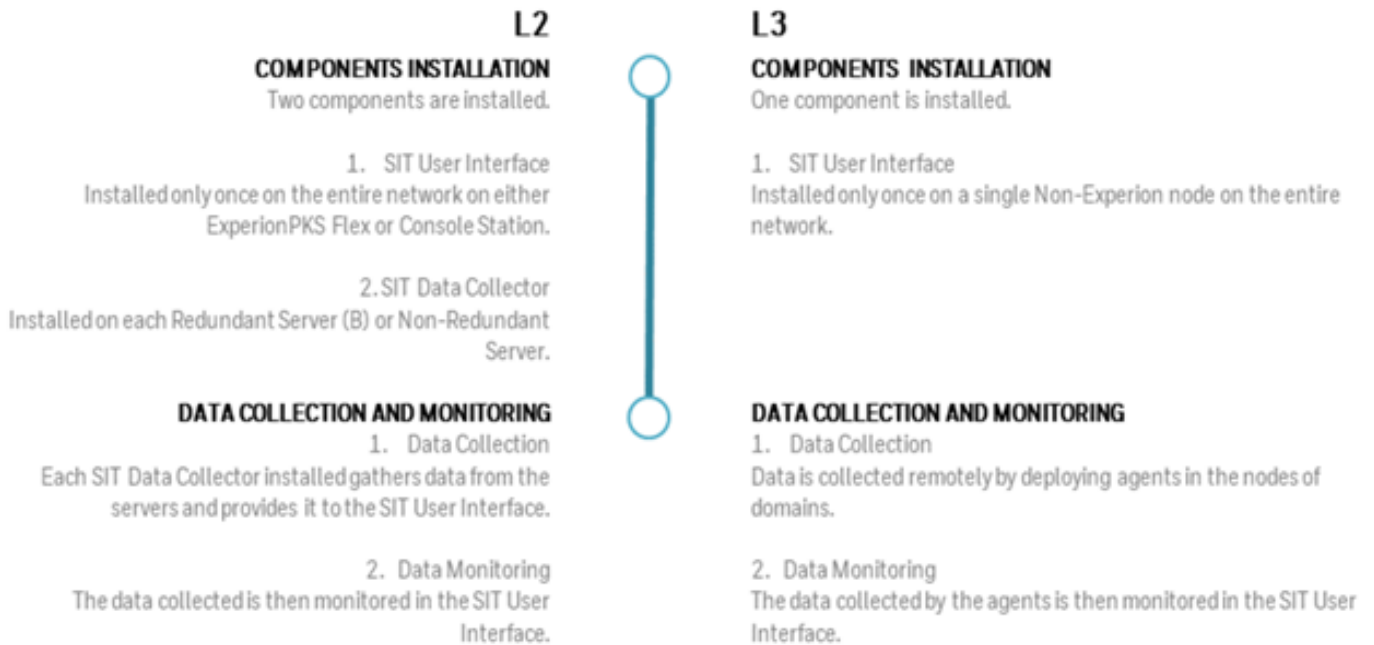 L2
COMPONENTS INSTALLATION
Two components are installed.
1. SIT User Interface
Installed only once on the entire network on either
ExperionPKS Flex or Console Station.
2. SIT Data Collector
Installed on each Redundant Server (B) or Non-Redundant
Server.
DATA COLLECTION AND MONITORING
1. Data Collection
Each SIT Data Collector installed gathers data from the
servers and provides it to the SIT User Interface.
2. Data Monitoring
The data collected is then monitored in the SIT User
Interface.
L3
COMPONENTS INSTALLATION
One component is installed.
1. SIT User Interface
Installed only once on a single Non-Experion node on the entire
network.
DATA COLLECTION AND MONITORING
1. Data Collection
Data is collected remotely by deploying agents in the nodes of
domains.
2. Data Monitoring
The data collected by the agents is then monitored in the SIT User
Interface.